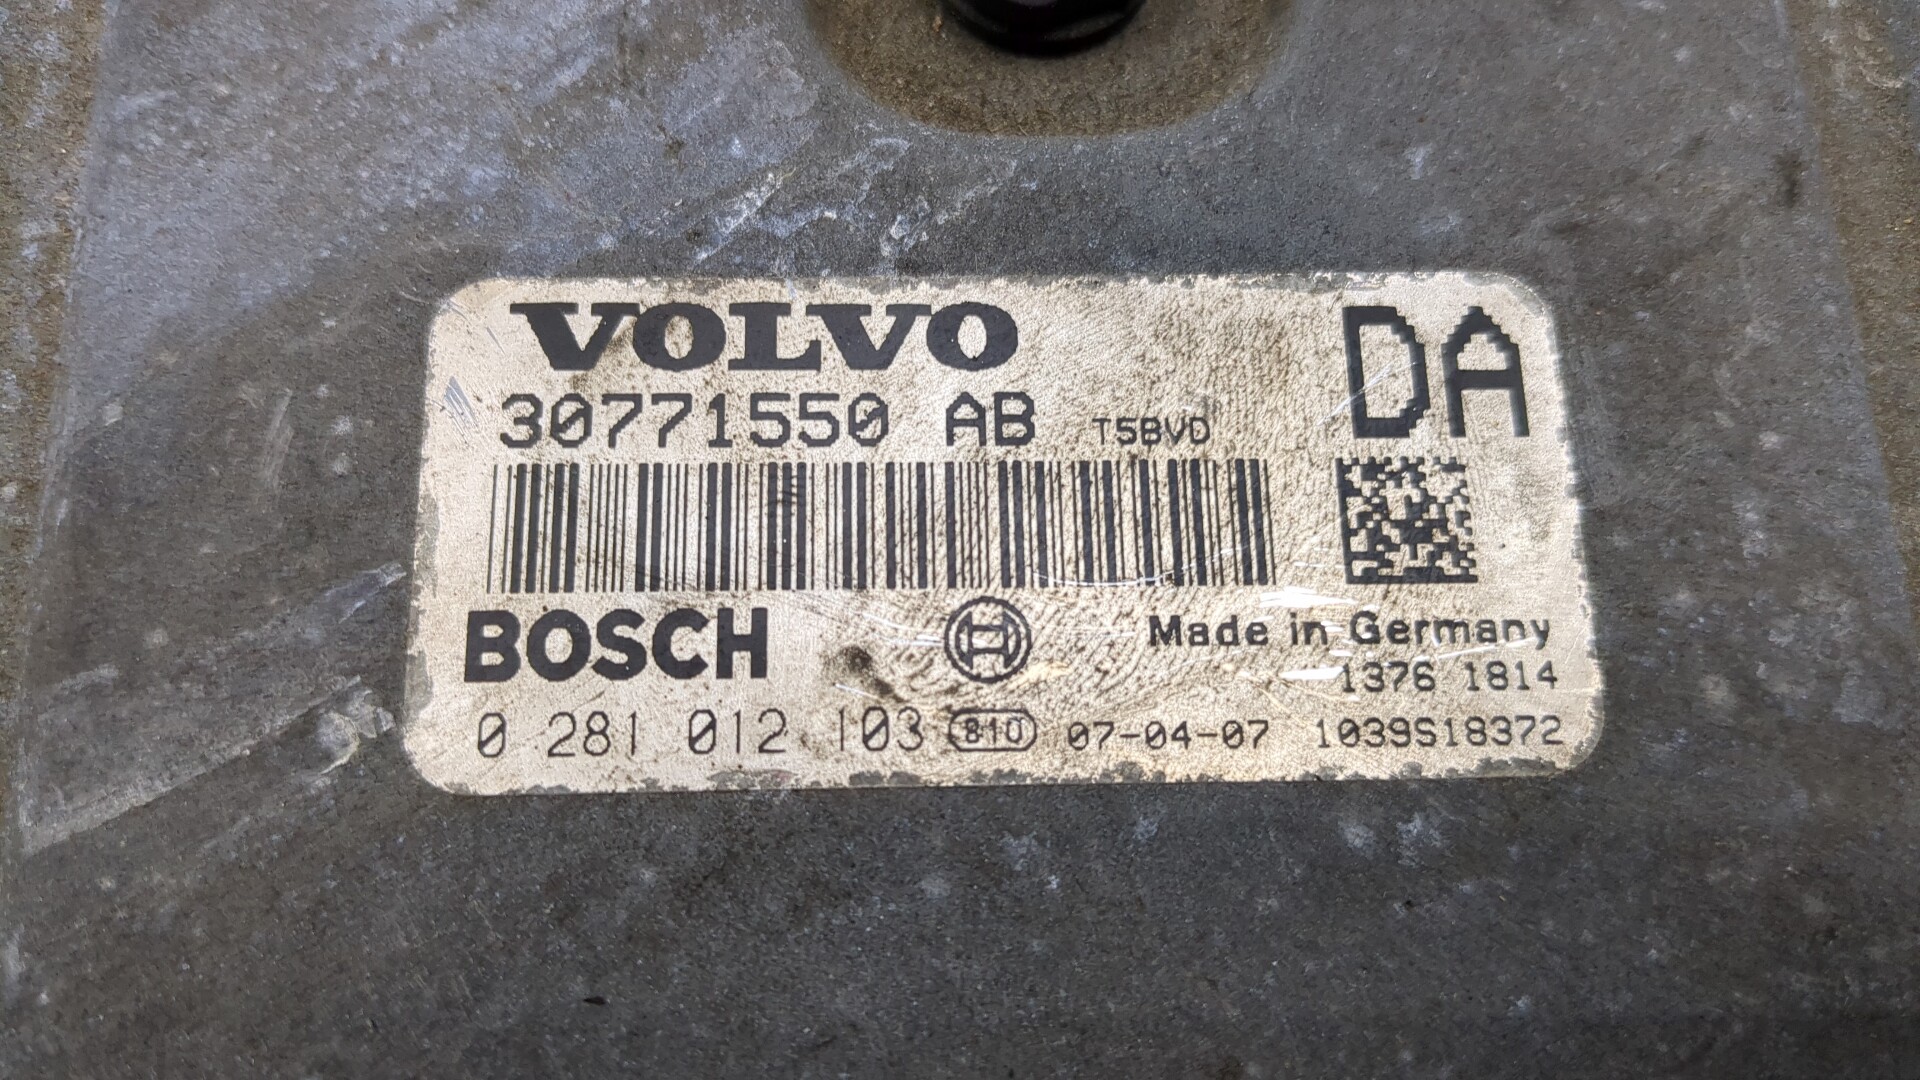 VOLVO
DA
30771550 AB T5BVD
BOSCH
Made in Germany
1376 1814
0 281 012 103 810 07-04-07 1039S18372